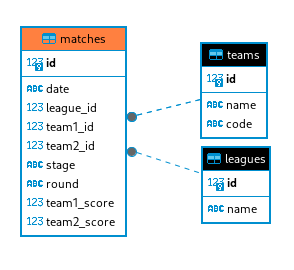 matches
123 id
ABC date
123 league_id
123 team1_id
123 team2_id
ABC stage
ABC round
123 team1_score
123 team2_score
teams
123 id
ABC name
ABC code
leagues
123 id
ABC name